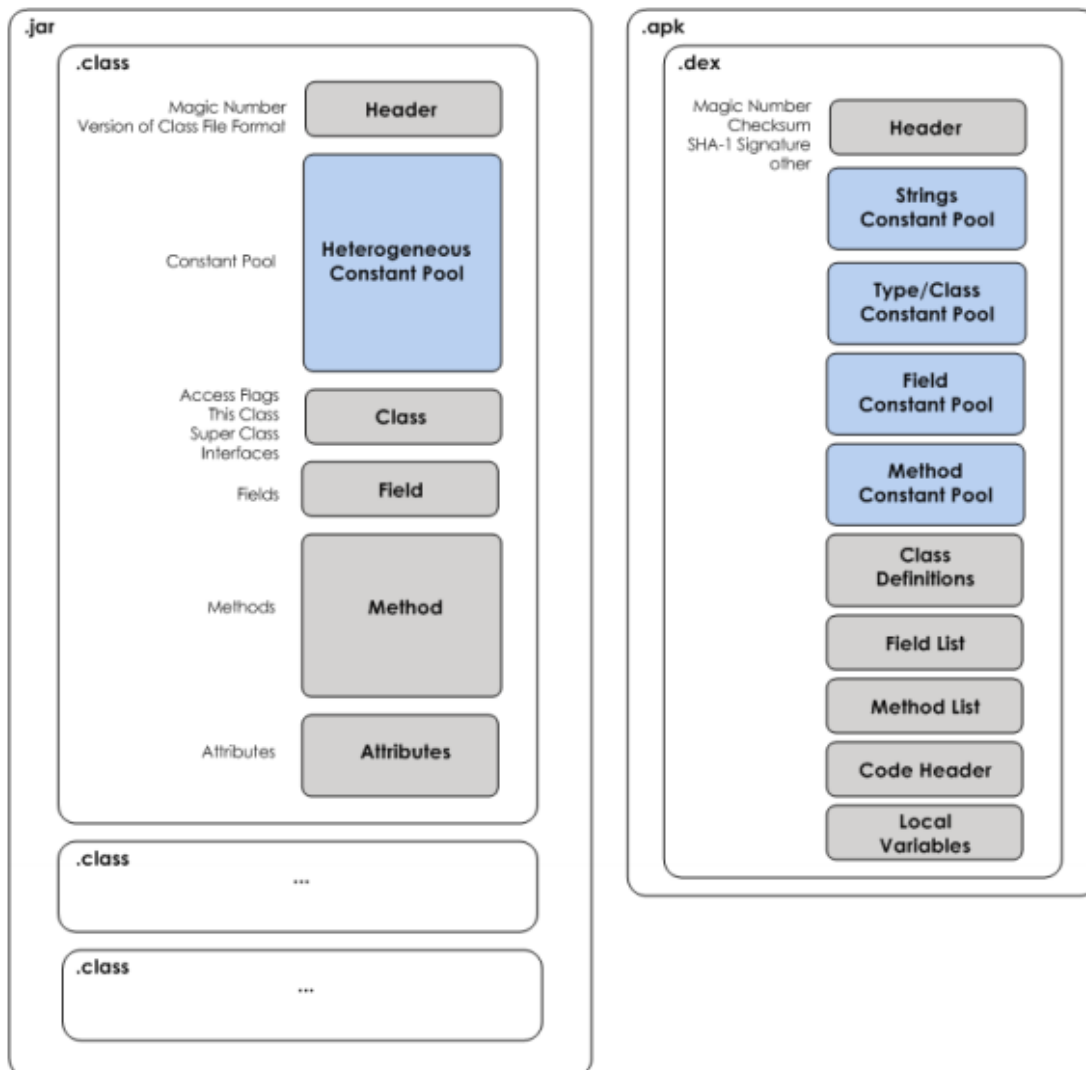 .jar
.class
Magic Number
Version of Class File Format
Header
Constant Pool
Heterogeneous
Constant Pool
Access Flags
This Class
Super Class
Interfaces
Class
Fields
Field
Methods
Method
Attributes
Attributes
.class
...
.class
...
.apk
.dex
Magic Number
Checksum
SHA-1 Signature
other
Header
Strings
Constant Pool
Type/Class
Constant Pool
Field
Constant Pool
Method
Constant Pool
Class
Definitions
Field List
Method List
Code Header
Local
Variables